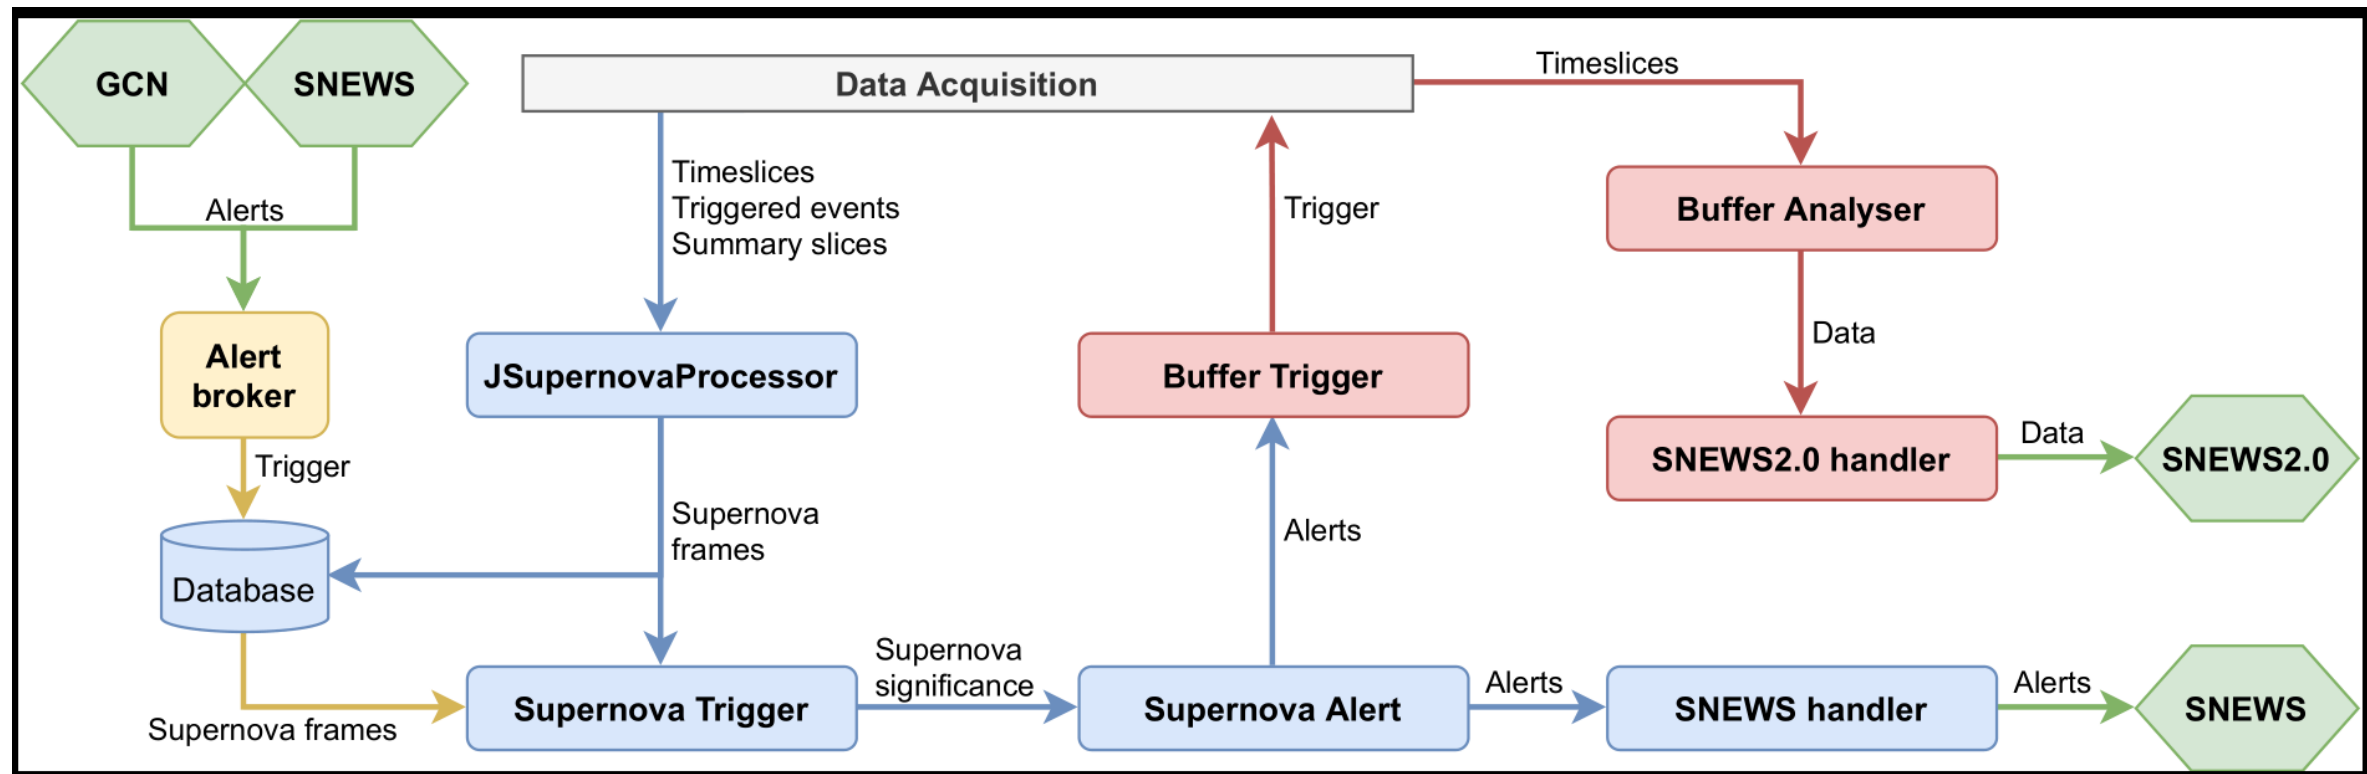 GCN
SNEWS
Data Acquisition
Timeslices
Alerts
Timeslices
Triggered events
Summary slices
Trigger
Buffer Analyser
Alert
broker
JSupernovaProcessor
Buffer Trigger
Data
Trigger
Supernova
frames
Alerts
SNEWS2.0 handler
Data
SNEWS2.0
Database
Supernova frames
Supernova Trigger
Supernova
significance
Supernova Alert
Alerts
SNEWS handler
Alerts
SNEWS